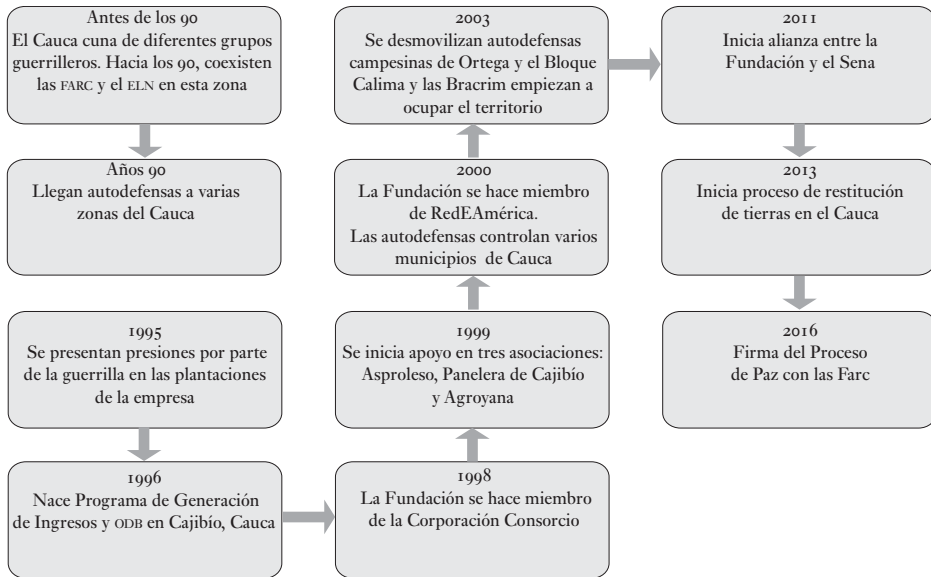 Antes de los 90
El Cauca cuna de diferentes grupos
guerrilleros. Hacia los 90, coexisten
las FARC y el ELN en esta zona
Años 90
Llegan autodefensas a varias
zonas del Cauca
1995
Se presentan presiones por parte
de la guerrilla en las plantaciones
de la empresa
1996
Nace Programa de Generación
de Ingresos y ODB en Cajibío, Cauca
1998
La Fundación se hace miembro
de la Corporación Consorcio
1999
Se inicia apoyo en tres asociaciones:
Asproleso, Panelera de Cajibío
y Agroyana
2000
La Fundación se hace miembro
de RedEAmérica.
Las autodefensas controlan varios
municipios de Cauca
2003
Se desmovilizan autodefensas
campesinas de Ortega y el Bloque
Calima y las Bracrim empiezan a
ocupar el territorio
2011
Inicia alianza entre la
Fundación y el Sena
2013
Inicia proceso de restitución
de tierras en el Cauca
2016
Firma del Proceso
de Paz con las Farc